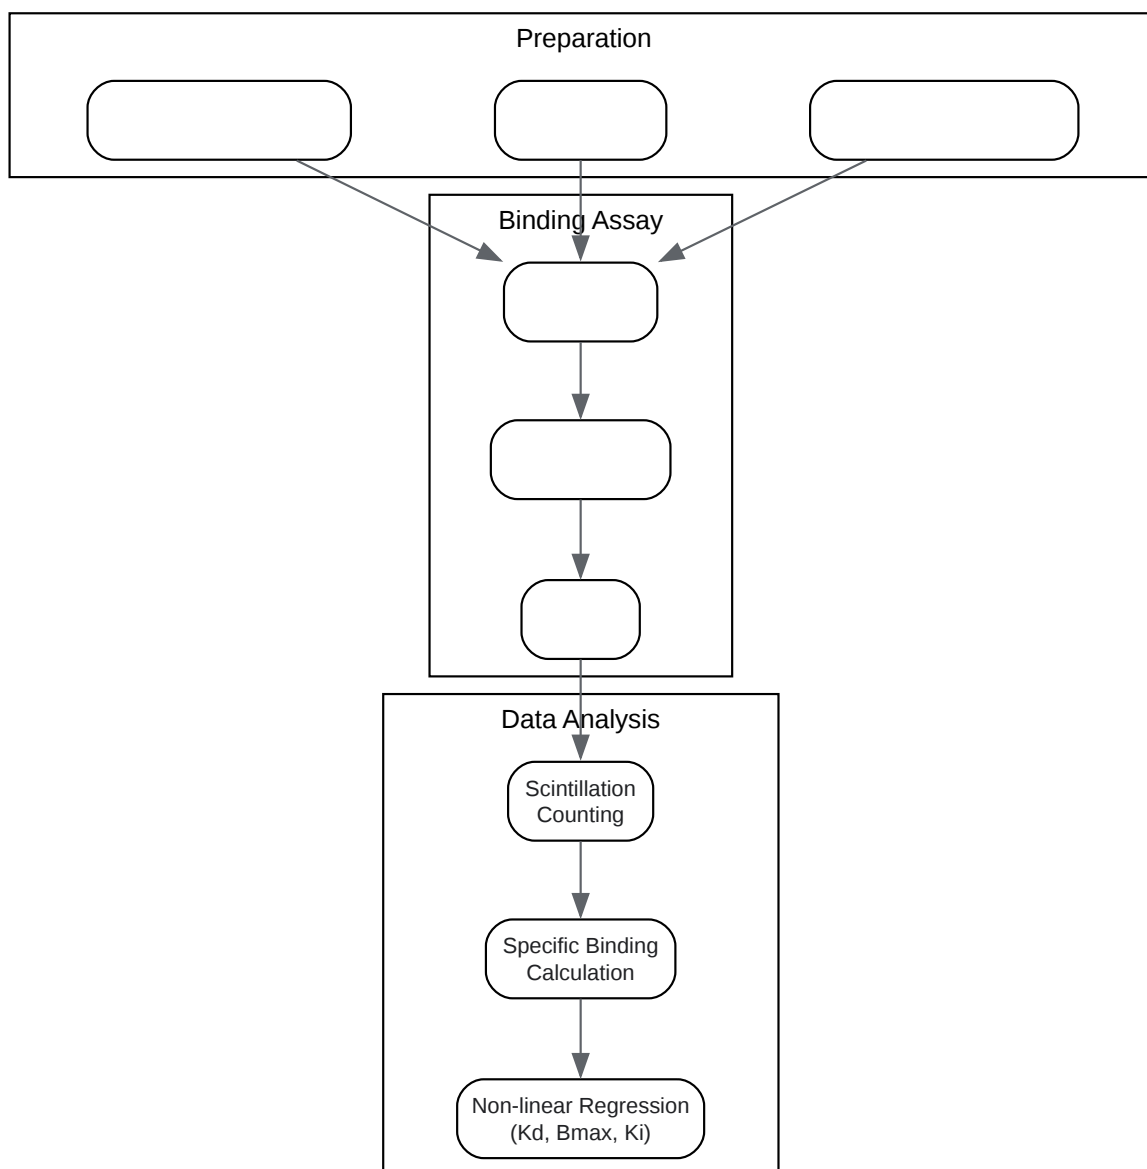 Preparation
Binding Assay
Data Analysis
Scintillation
Counting
Specific Binding
Calculation
Non-linear Regression
(Kd, Bmax, Ki)